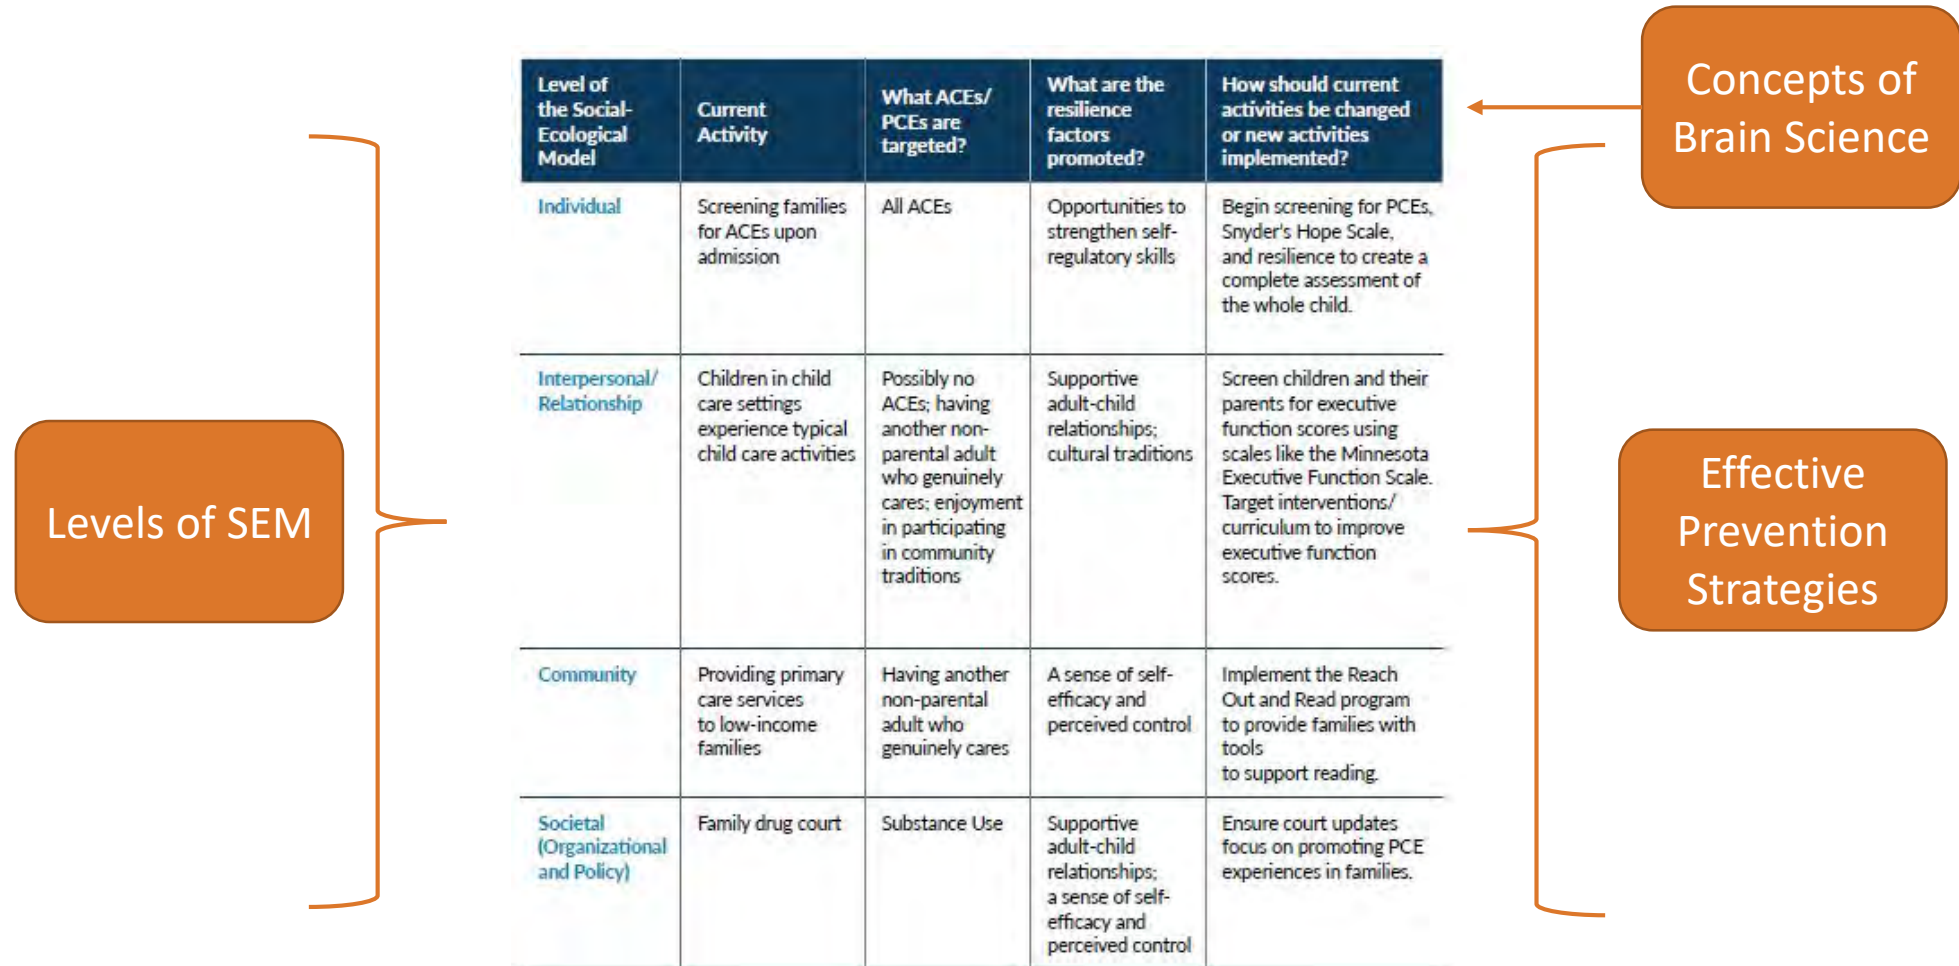 Levels of SEM
Level of
the Social-
Ecological
Model
Current
Activity
What ACEs/
PCEs are
targeted?
What are the
resilience
factors
promoted?
How should current
activities be changed
or new activities
implemented?
Individual
Screening families
for ACEs upon
admission
All ACEs
Opportunities to
strengthen self-
regulatory skills
Begin screening for PCEs,
Snyder's Hope Scale,
and resilience to create a
complete assessment of
the whole child.
Interpersonal/
Relationship
Children in child
care settings
experience typical
child care activities
Possibly no
ACEs; having
another non-
parental adult
who genuinely
cares; enjoyment
in participating
in community
traditions
Supportive
adult-child
relationships;
cultural traditions
Screen children and their
parents for executive
function scores using
scales like the Minnesota
Executive Function Scale.
Target interventions/
curriculum to improve
executive function
scores.
Community
Providing primary
care services
to low-income
families
Having another
non-parental
adult who
genuinely cares
A sense of self-
efficacy and
perceived control
Implement the Reach
Out and Read program
to provide families with
tools
to support reading.
Societal
(Organizational
and Policy)
Family drug court
Substance Use
Supportive
adult-child
relationships;
a sense of self-
efficacy and
perceived control
Ensure court updates
focus on promoting PCE
experiences in families.
Concepts of
Brain Science
Effective
Prevention
Strategies